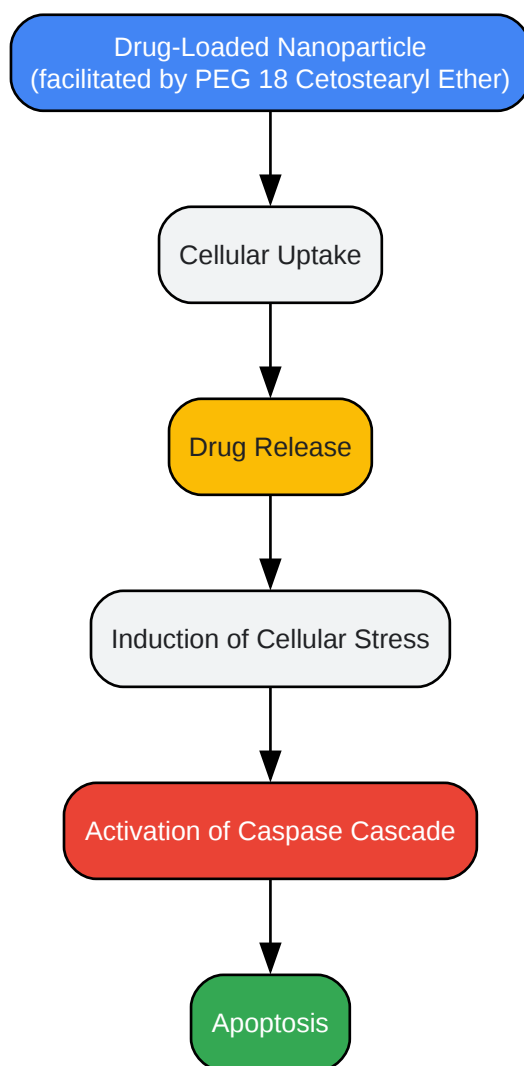 Drug-Loaded Nanoparticle
(facilitated by PEG 18 Cetostearyl Ether)
Cellular Uptake
Drug Release
Induction of Cellular Stress
Activation of Caspase Cascade
Apoptosis